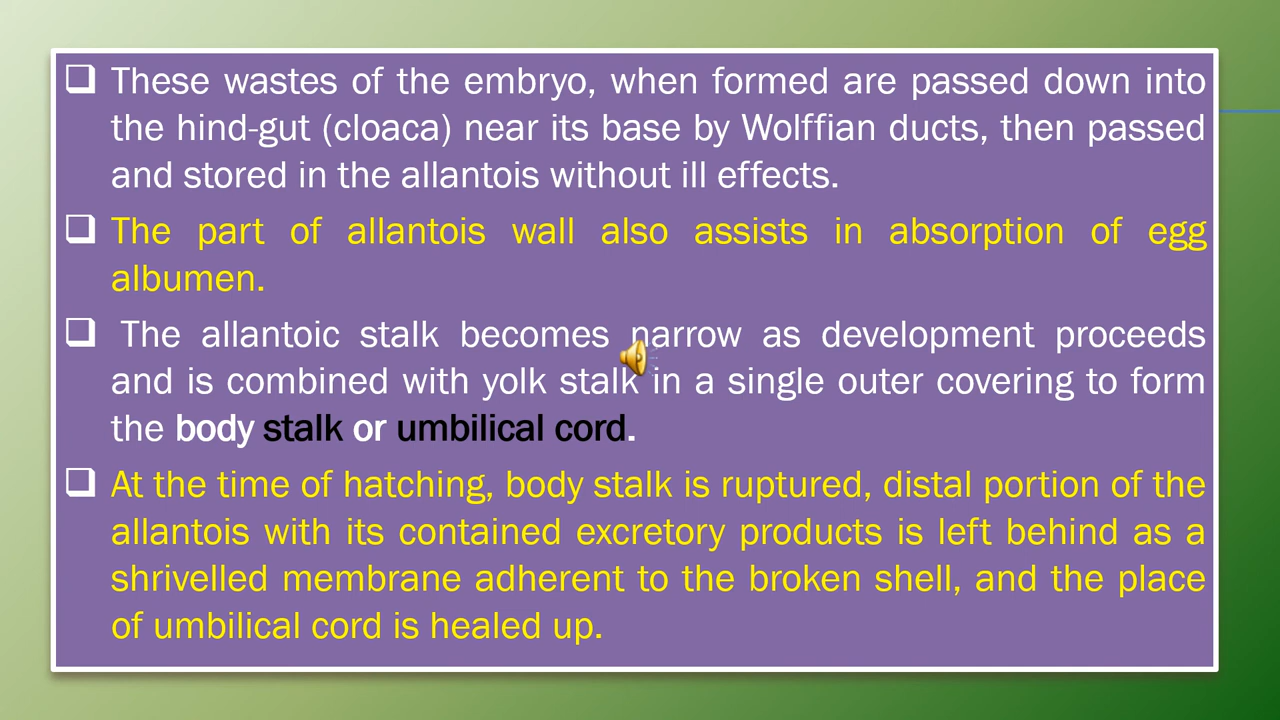 These wastes of the embryo, when formed are passed down into
the hind-gut (cloaca) near its base by Wolffian ducts, then passed
and stored in the allantois without ill effects.
The part of allantois wall also assists in absorption of egg
albumen.
The allantoic stalk becomes narrow as development proceeds
and is combined with yolk stalk in a single outer covering to form
the body stalk or umbilical cord.
At the time of hatching, body stalk is ruptured, distal portion of the
allantois with its contained excretory products is left behind as a
shrivelled membrane adherent to the broken shell, and the place
of umbilical cord is healed up.